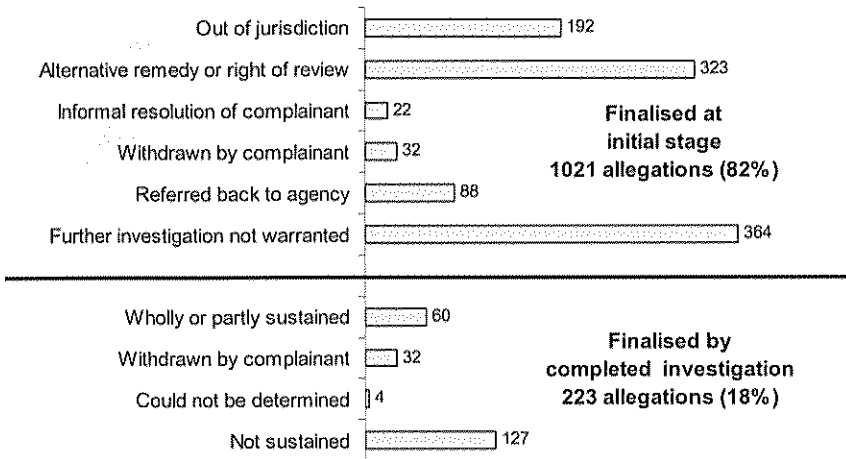 Out of jurisdiction 192
Alternative remedy or right of review 323
Informal resolution of complainant 22
Withdrawn by complainant 32
Referred back to agency 88
Further investigation not warranted 364
Finalised at
initial stage
1021 allegations (82%)
Wholly or partly sustained 60
Withdrawn by complainant 32
Could not be determined 4
Not sustained 127
Finalised by
completed investigation
223 allegations (18%)